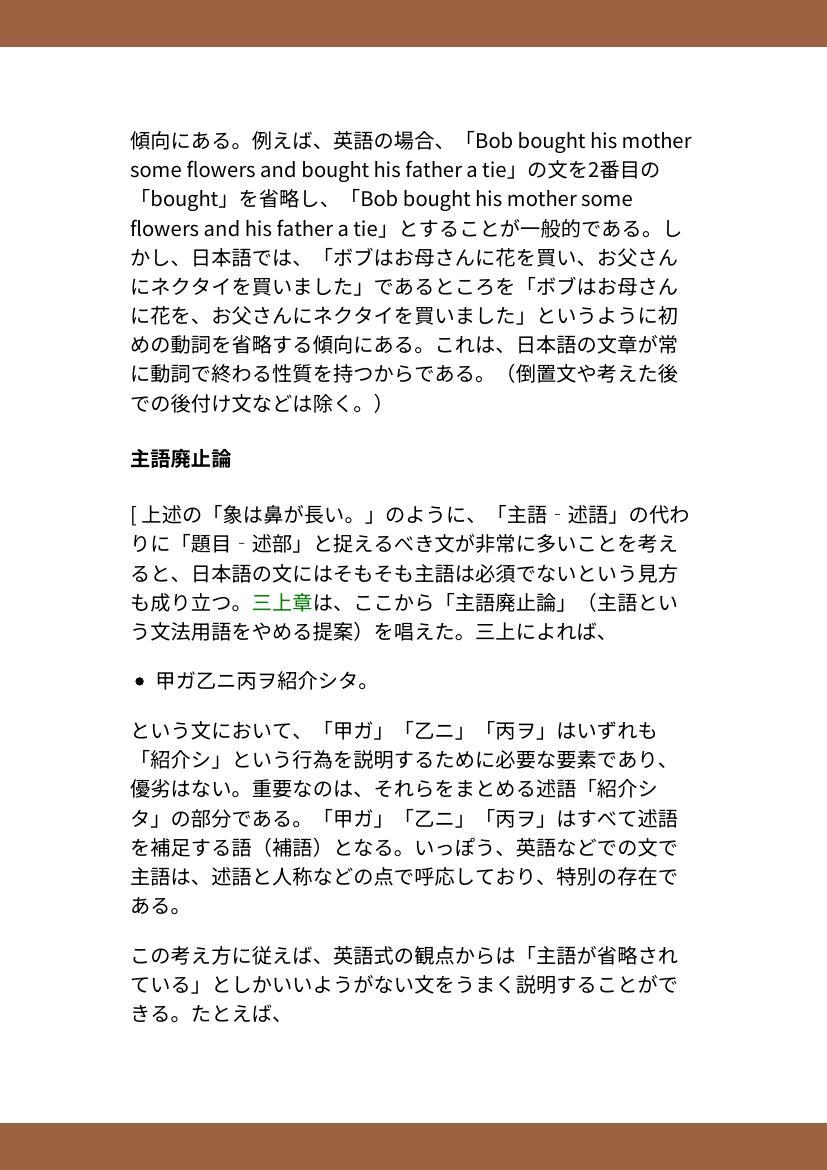 傾向にある。例えば、英語の場合、「Bob bought his mother
some flowers and bought his father a tie」の文を2番目の
「bought」を省略し、「Bob bought his mother some
flowers and his father a tie」とすることが一般的である。し
かし、日本語では、「ボブはお母さんに花を買い、お父さん
にネクタイを買いました」であるところを「ボブはお母さん
に花を、お父さんにネクタイを買いました」というように初
めの動詞を省略する傾向にある。これは、日本語の文章が常
に動詞で終わる性質を持つからである。（倒置文や考えた後
での後付け文などは除く。）
主語廃止論
[ 上述の「象は鼻が長い。」のように、「主語‐述語」の代わ
りに「題目‐述部」と捉えるべき文が非常に多いことを考え
ると、日本語の文にはそもそも主語は必須でないという見方
も成り立つ。三上章は、ここから「主語廃止論」（主語とい
う文法用語をやめる提案）を唱えた。三上によれば、
• 甲ガ乙ニ丙ヲ紹介シタ。
という文において、「甲ガ」「乙ニ」「丙ヲ」はいずれも
「紹介シ」という行為を説明するために必要な要素であり、
優劣はない。重要なのは、それらをまとめる述語「紹介シ
タ」の部分である。「甲ガ」「乙ニ」「丙ヲ」はすべて述語
を補足する語（補語）となる。いっぽう、英語などでの文で
主語は、述語と人称などの点で呼応しており、特別の存在で
ある。
この考え方に従えば、英語式の観点からは「主語が省略され
ている」としかいいようがない文をうまく説明することがで
きる。たとえば、